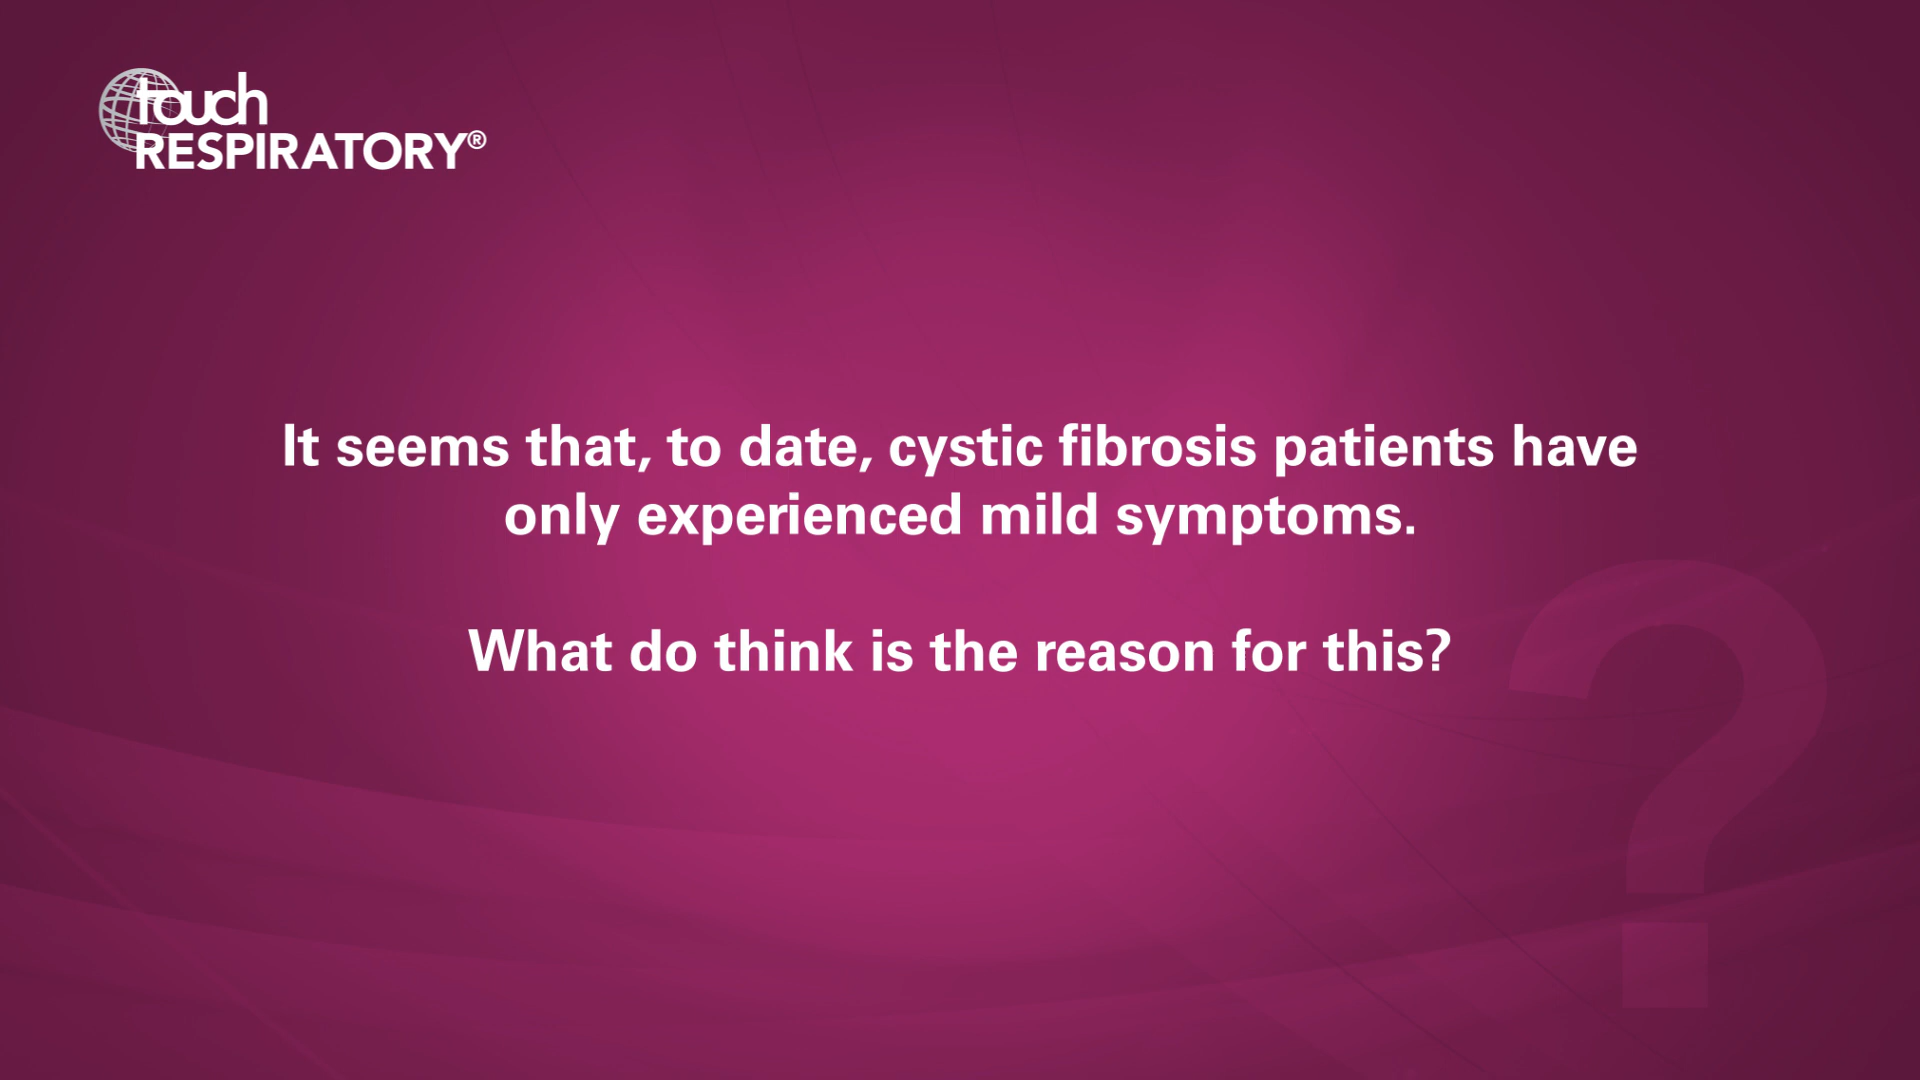 touch
RESPIRATORY®
It seems that, to date, cystic fibrosis patients have
only experienced mild symptoms.
What do think is the reason for this?
?